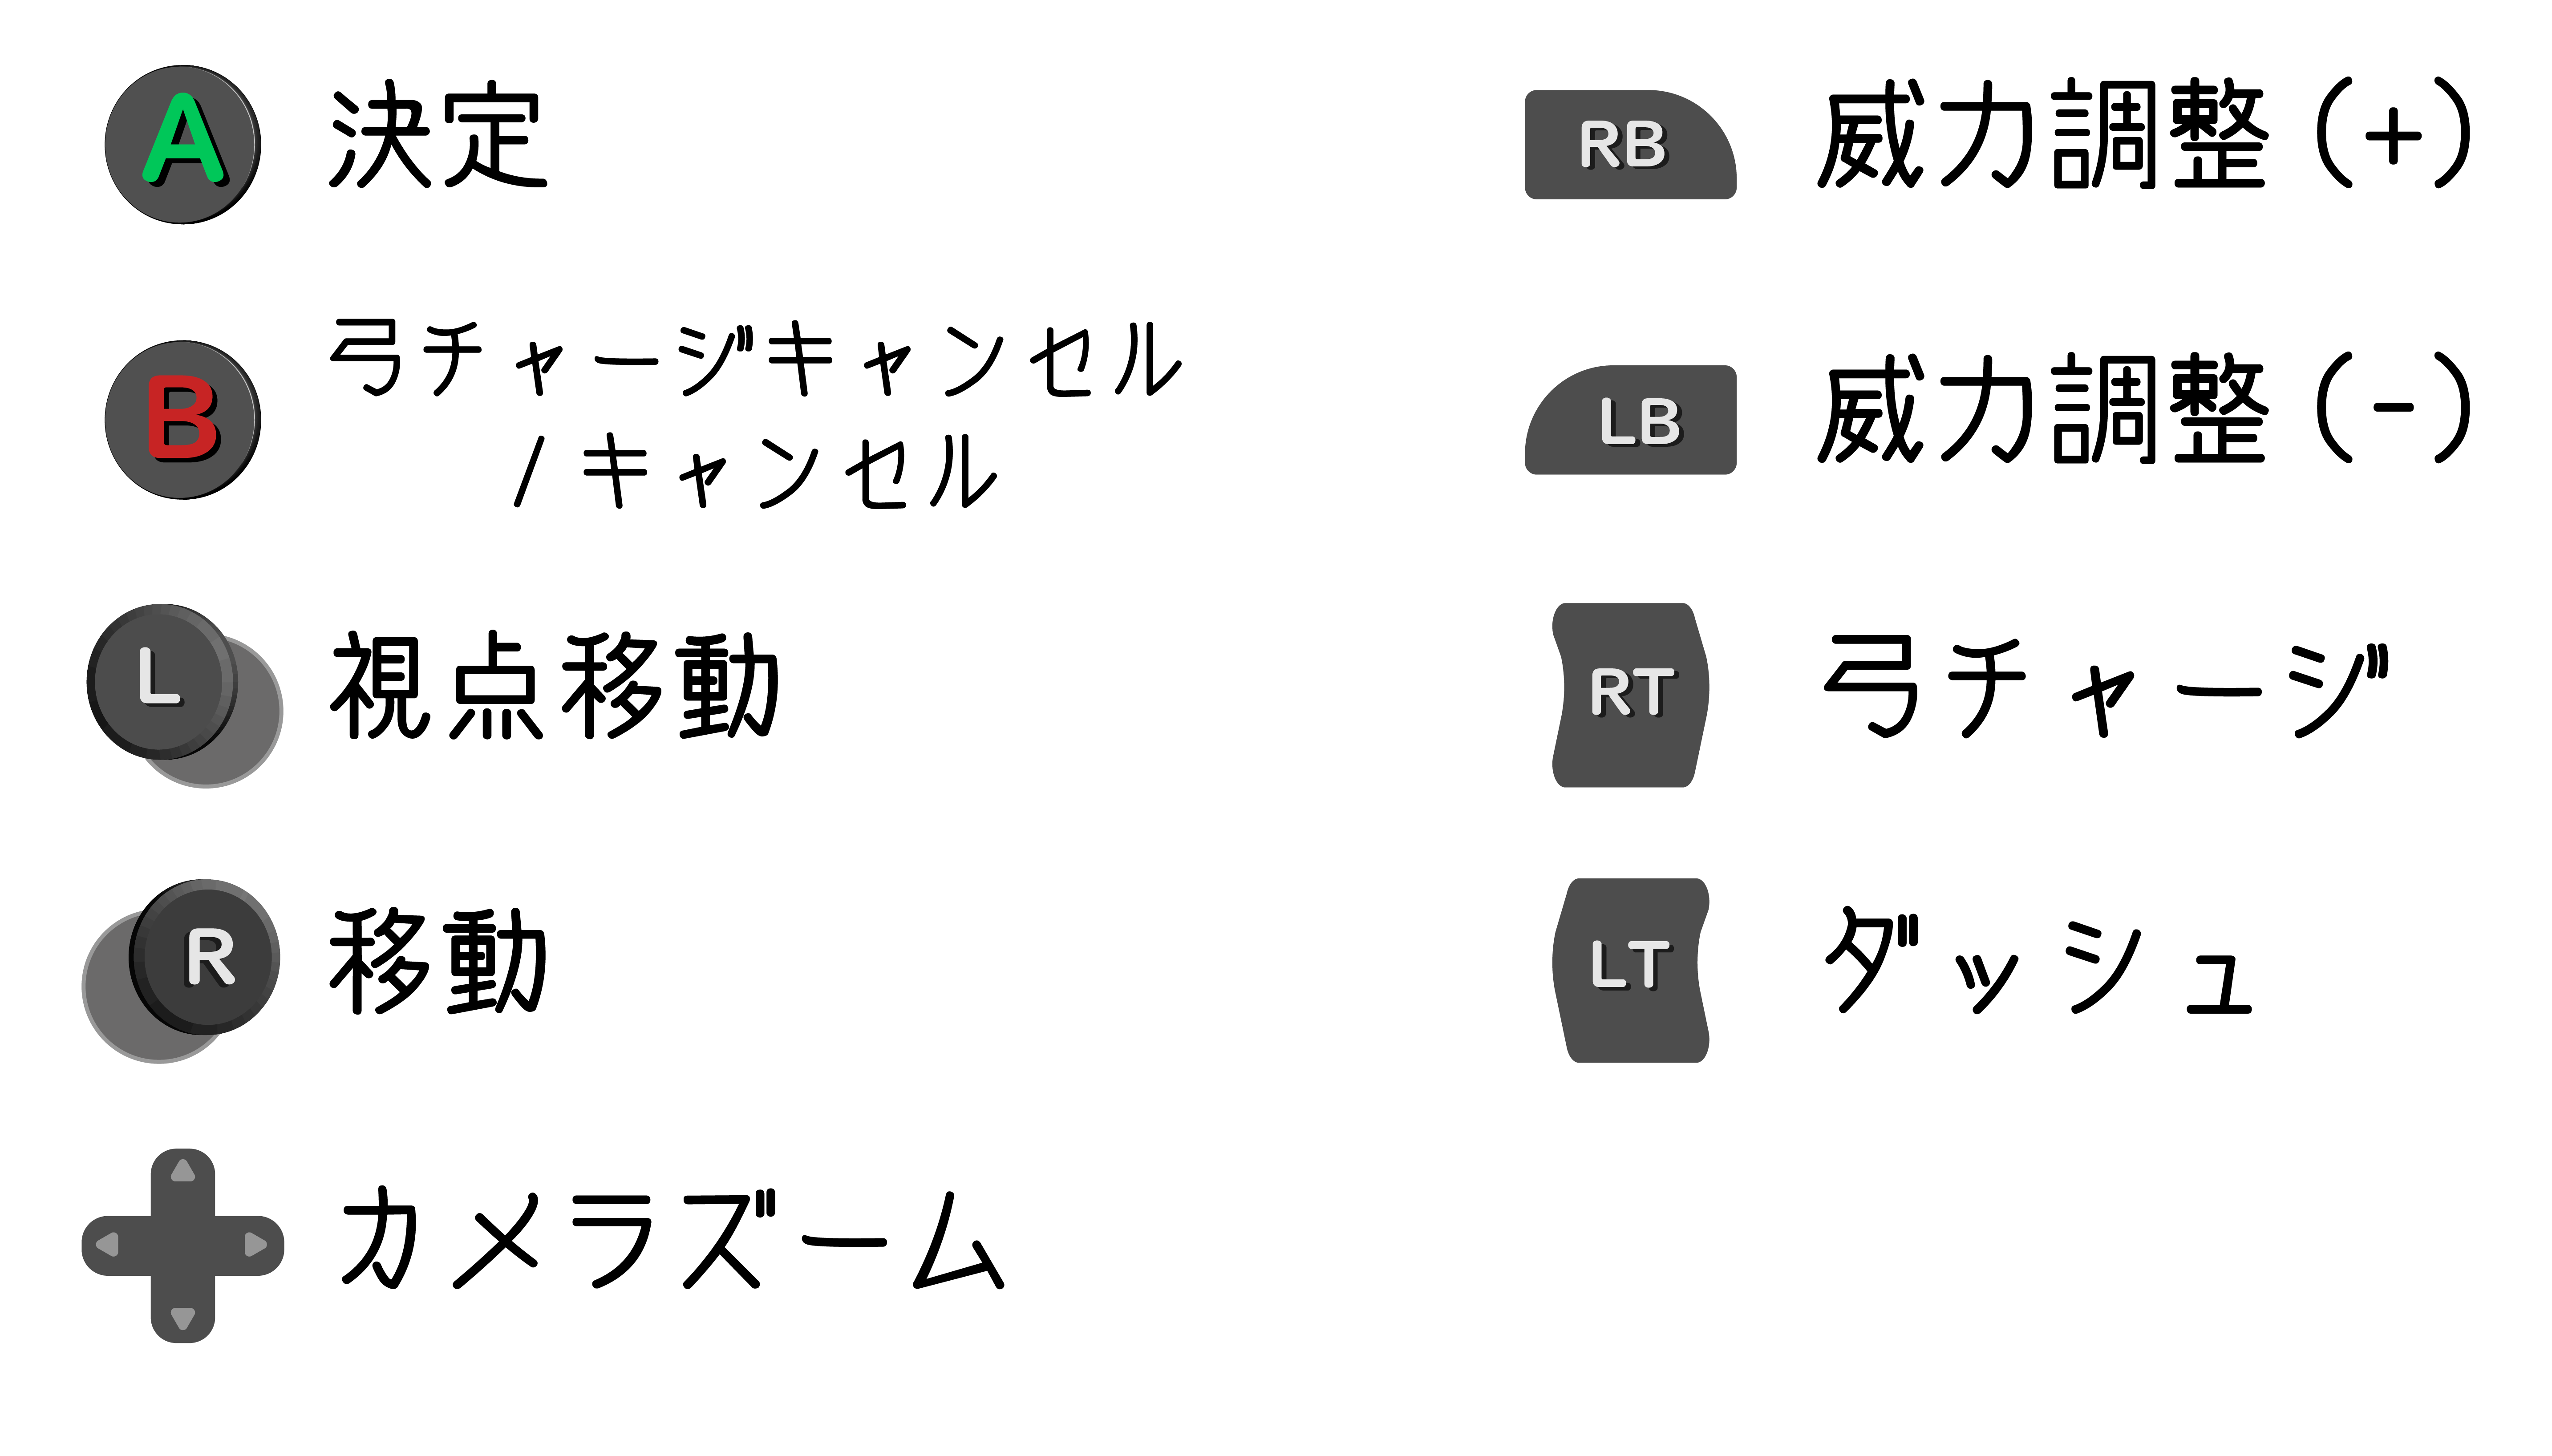 A 決定
B 弓チャージキャンセル
/ キャンセル
L 視点移動
R 移動
カメラズーム
RB 威力調整 (+)
LB 威力調整 (-)
RT 弓チャージ
LT ダッシュ